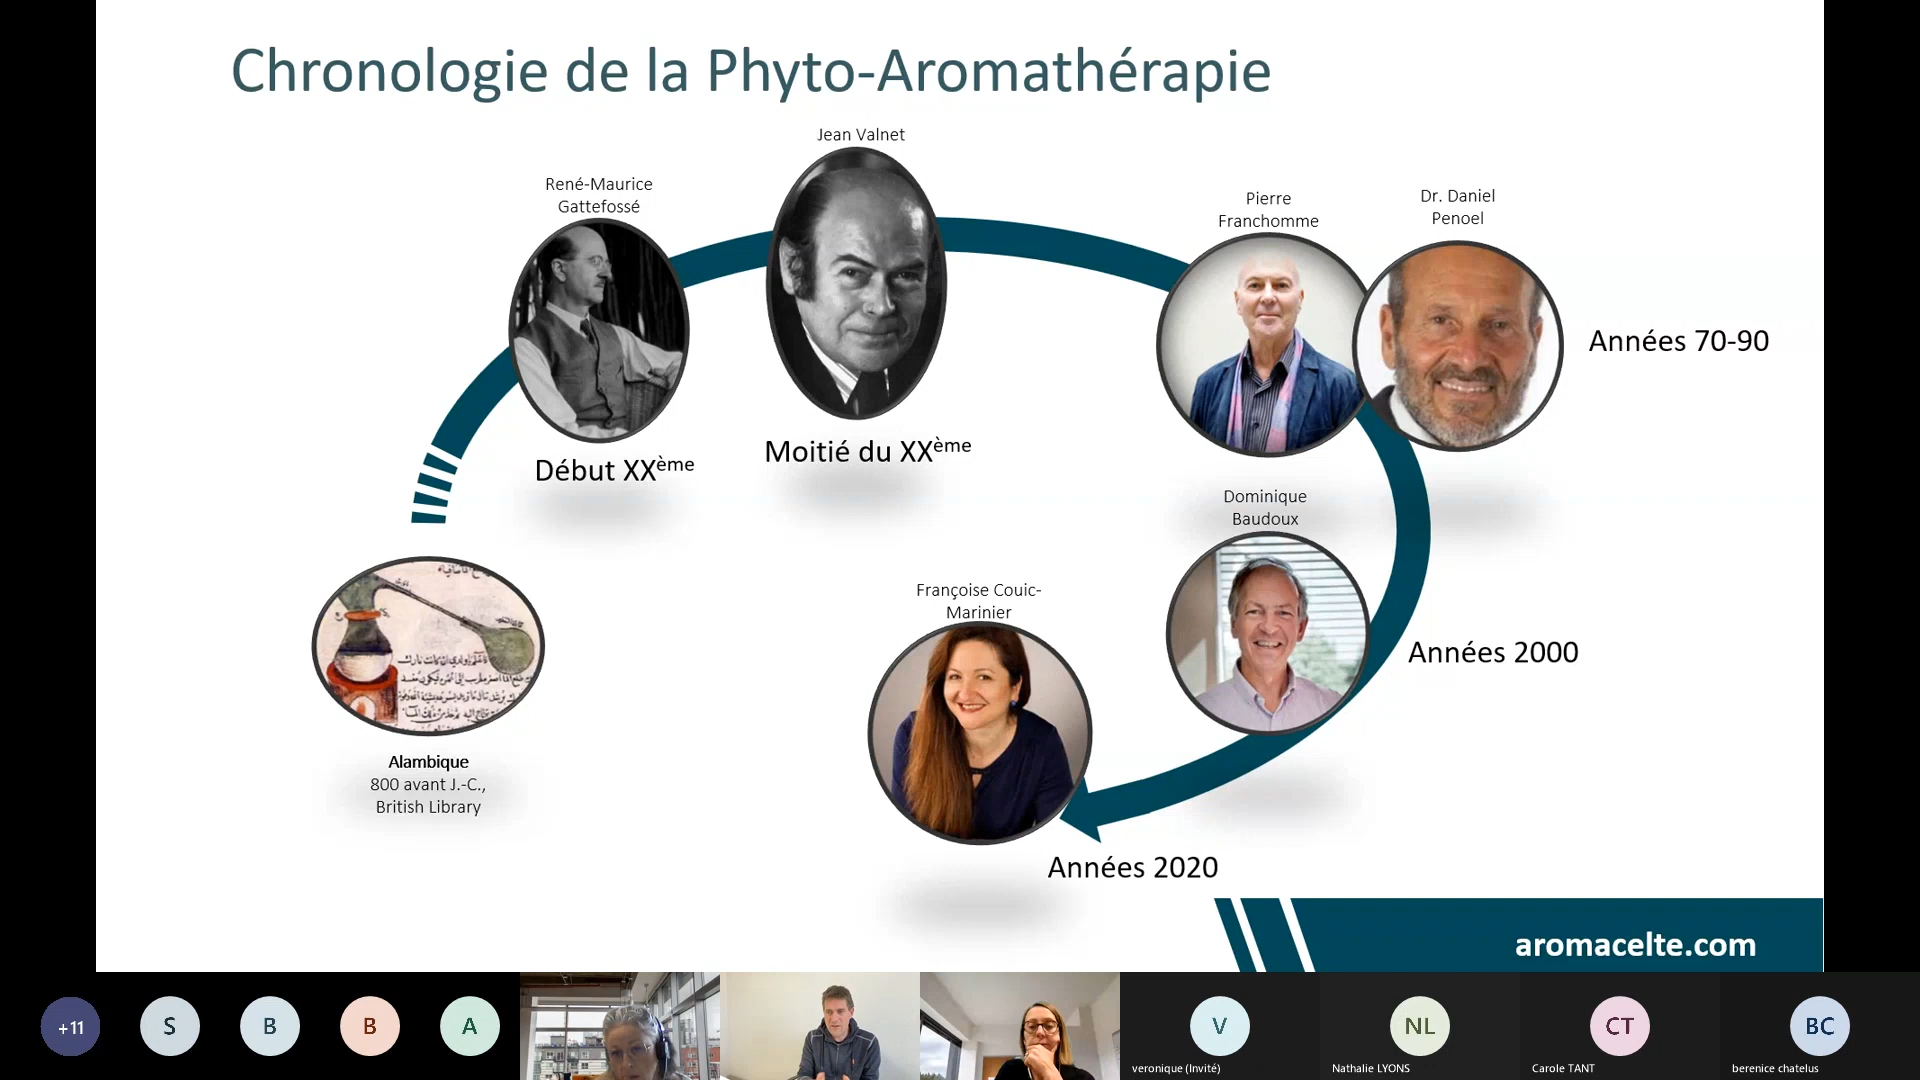 Chronologie de la Phyto-Aromathérapie
Jean Valnet
René-Maurice
Gattefossé
Pierre
Franchomme
Dr. Daniel
Penoel
Années 70-90
Début XXème
Moitié du XXème
Dominique
Baudoux
Françoise Couic-
Marinier
Années 2000
Alambique
800 avant J.-C.,
British Library
Années 2020
aromacelte.com
+11
S
B
B
A
V
NL
CT
BC
veronique (Invité)
Nathalie LYONS
Carole TANT
berenice chatelus